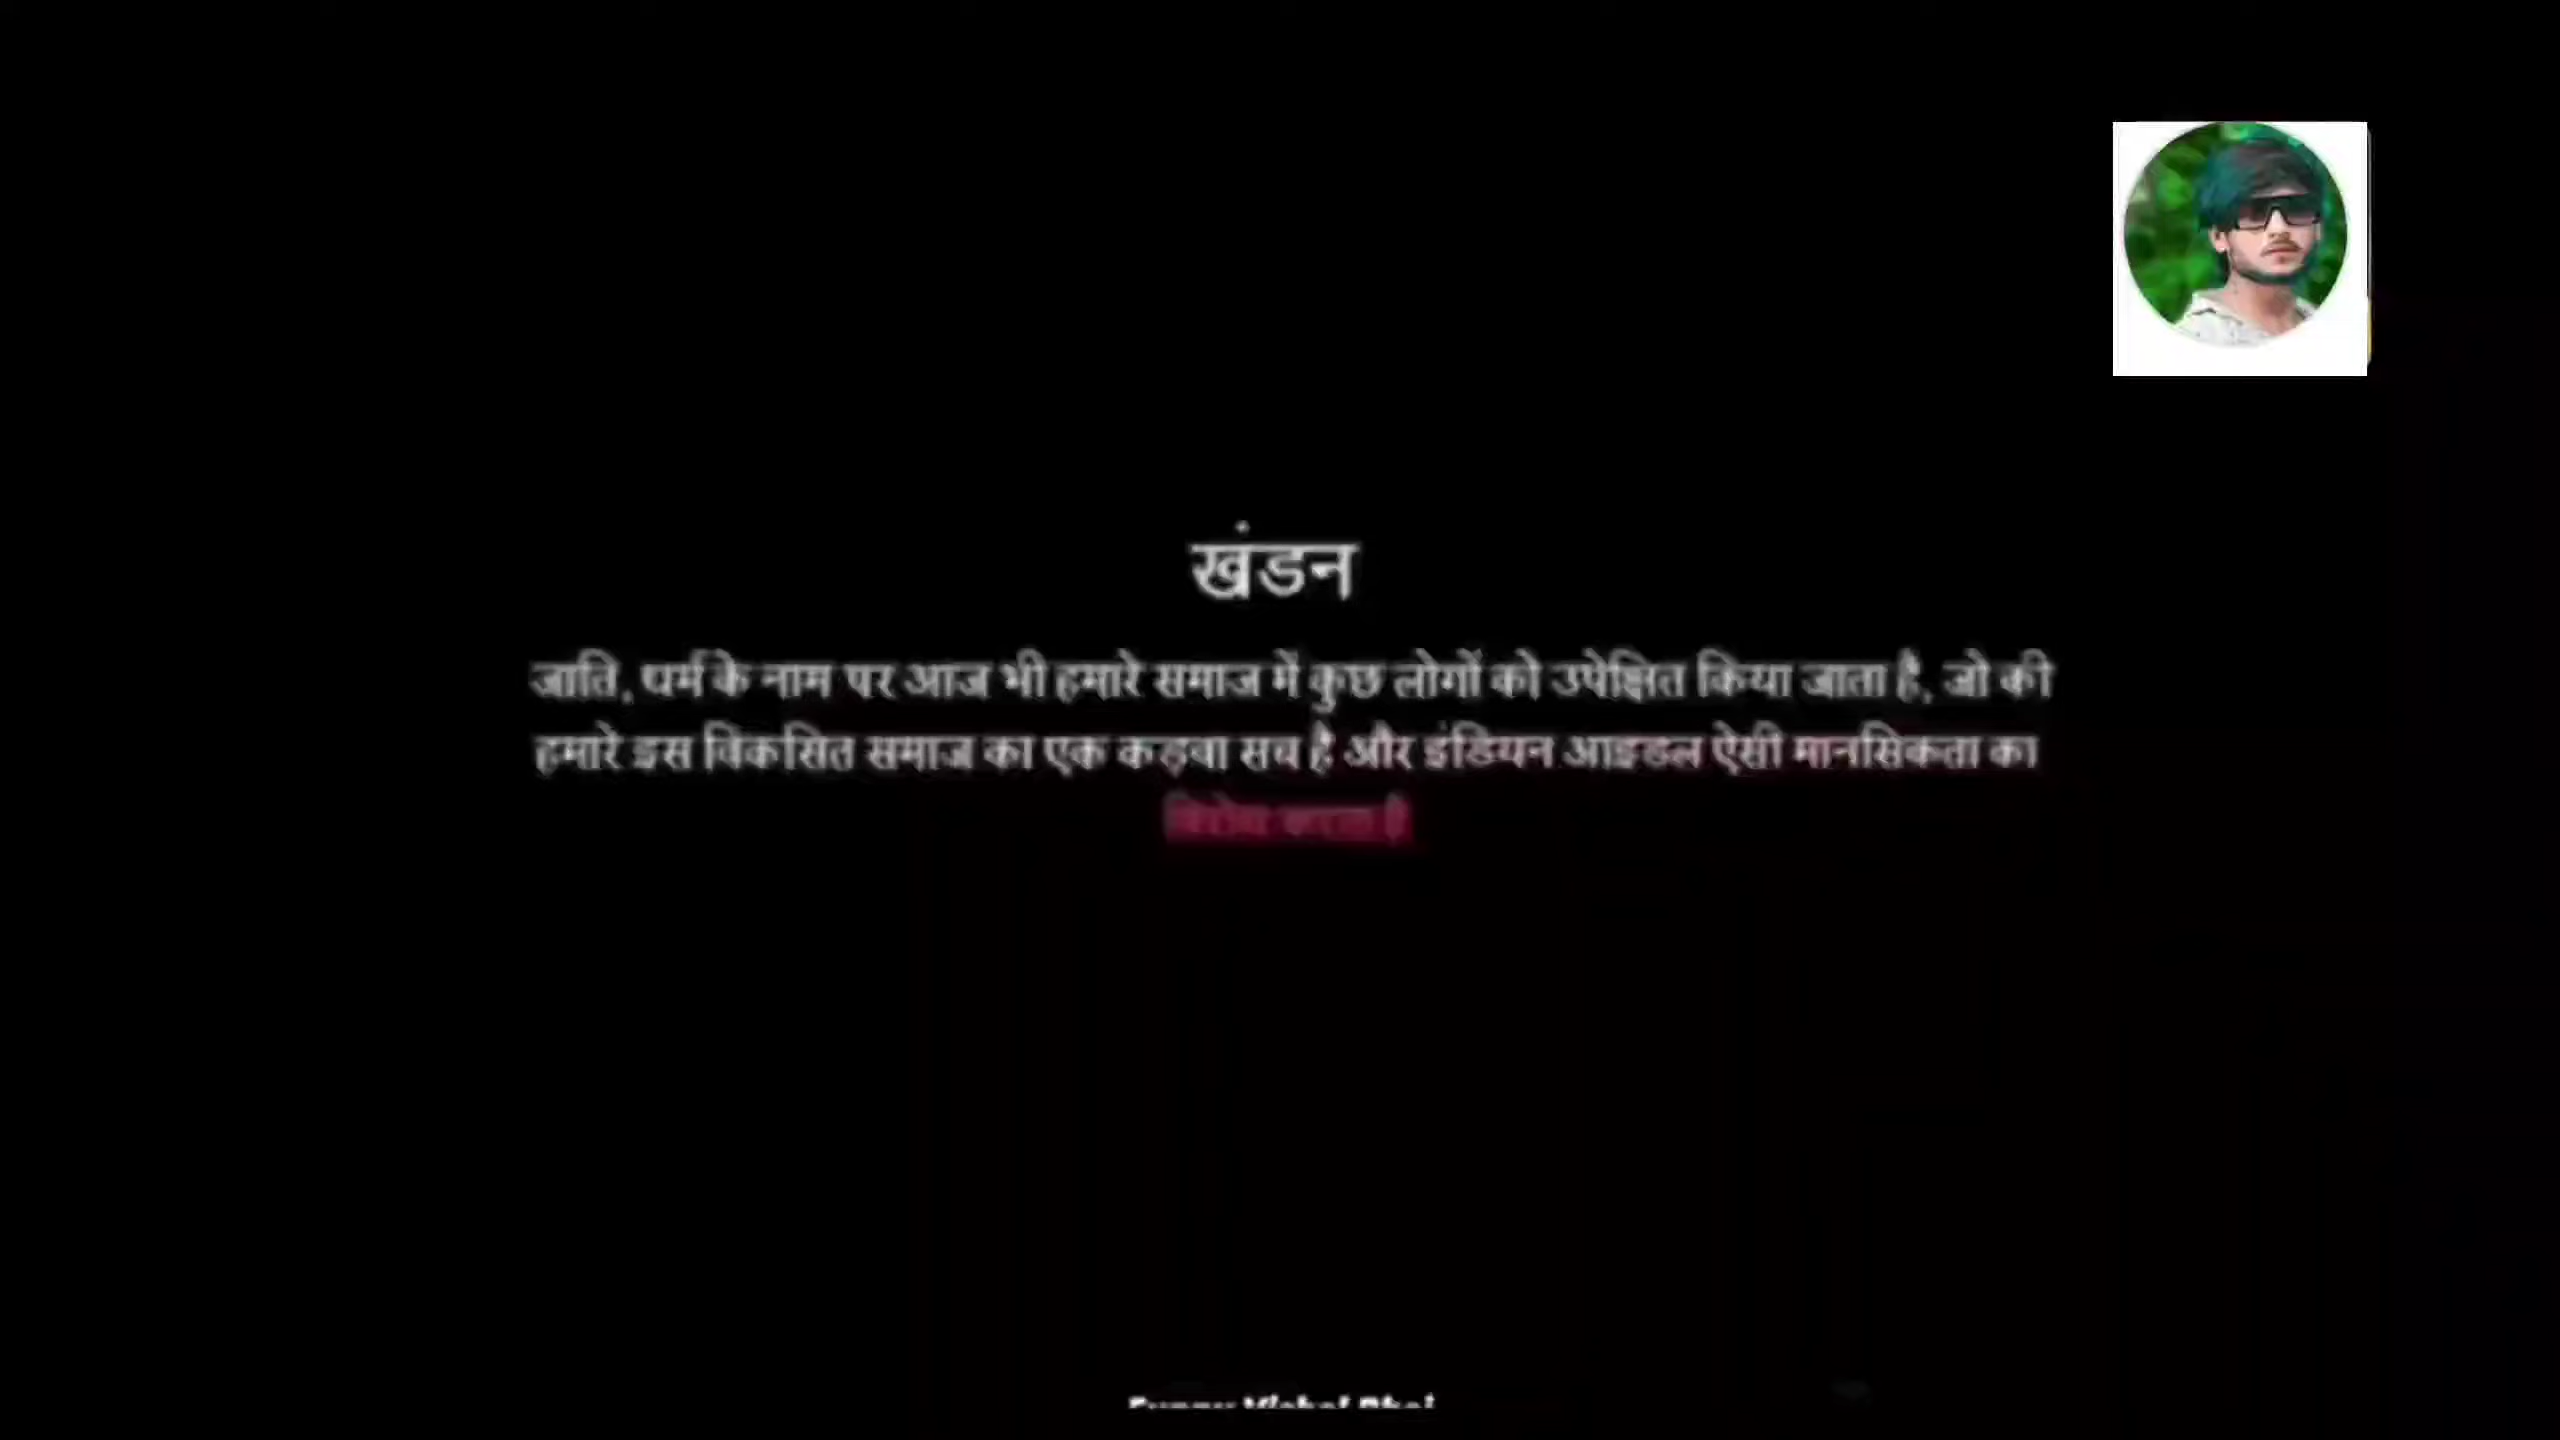 खंडन
जाति, धर्म के नाम पर आज भी हमारे समाज में कुछ लोगों को उपेक्षित किया जाता है, जो की
हमारे इस विकसित समाज का एक कड़वा सच है और इंडियन आइडल ऐसी मानसिकता का
विरोध करता है